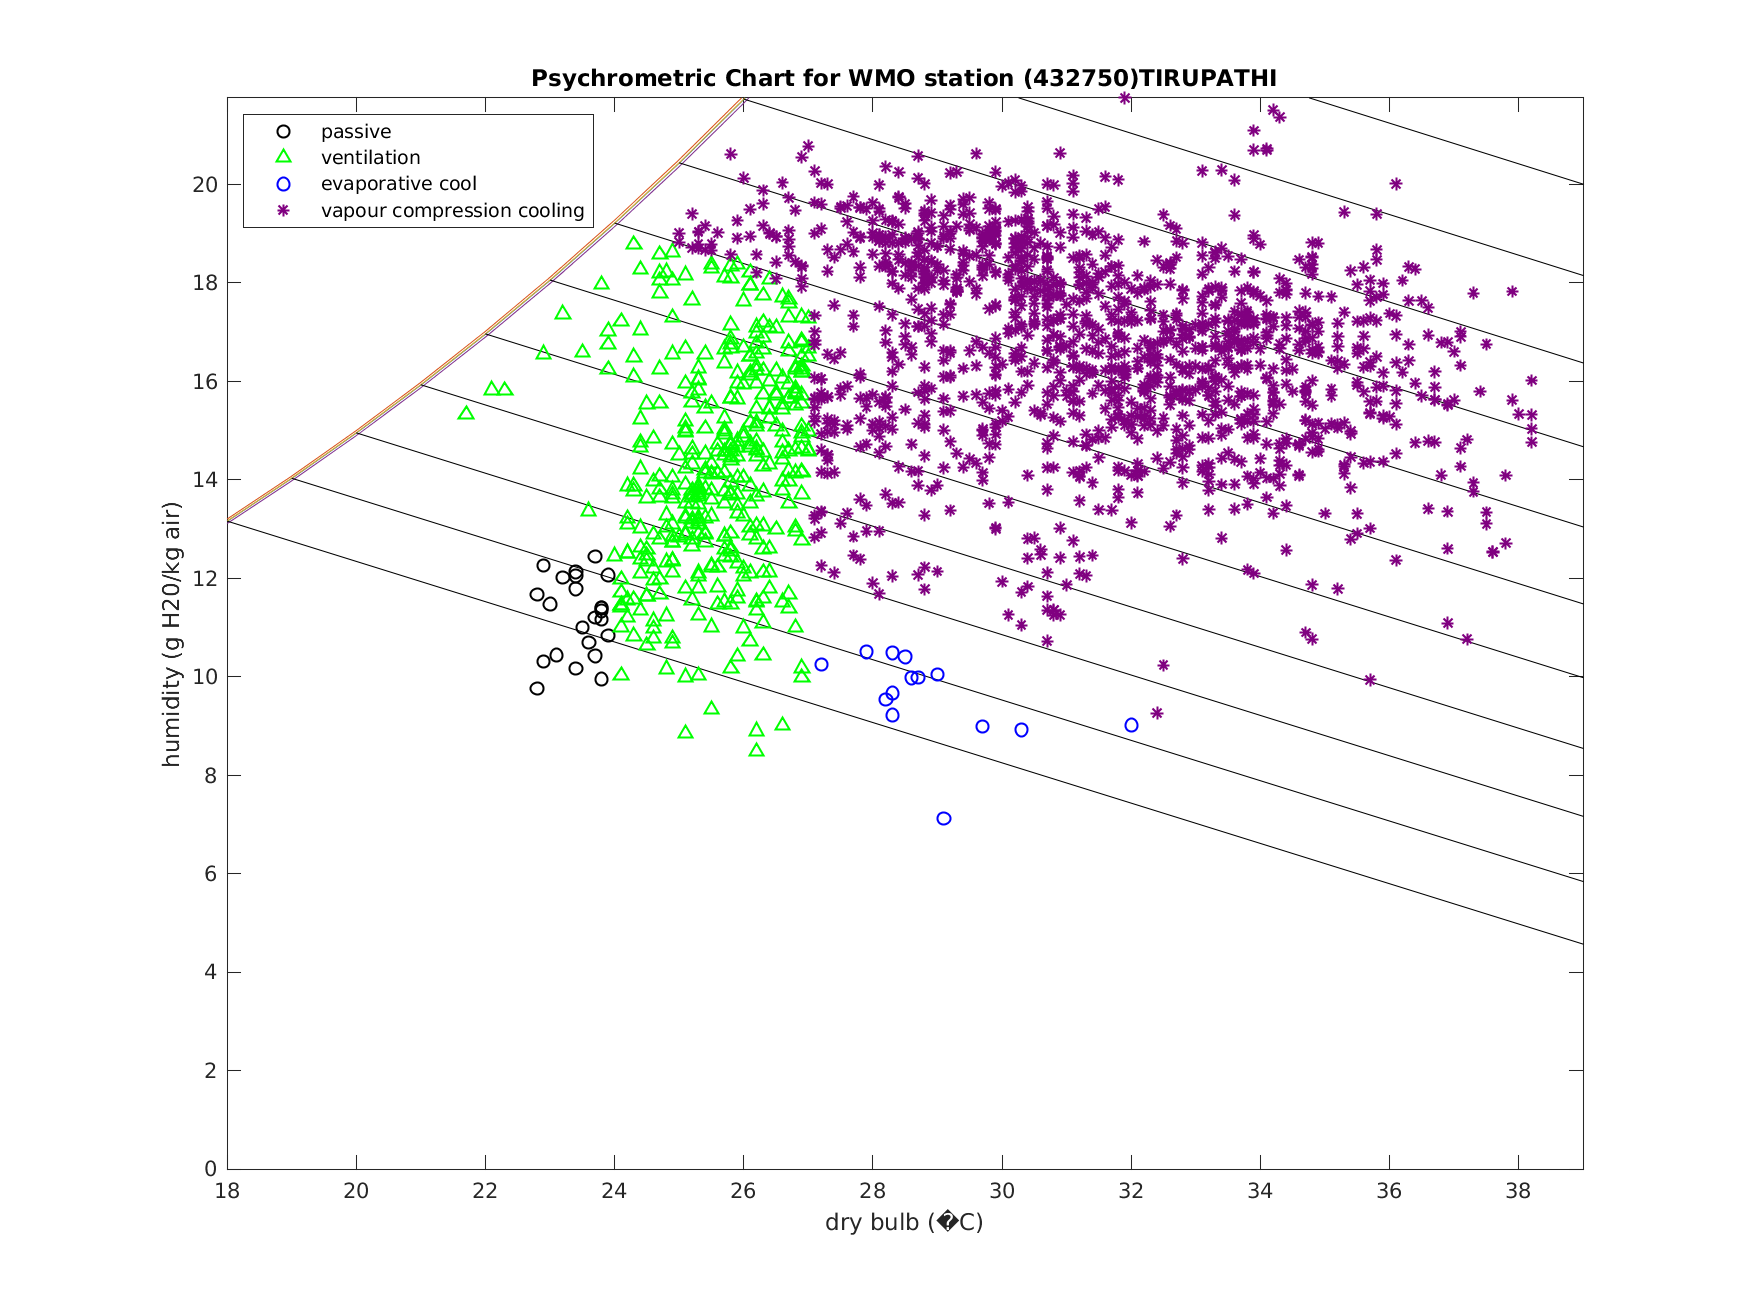 Psychrometric Chart for WMO station (432750)TIRUPATHI
passive
ventilation
evaporative cool
vapour compression cooling
humidity (g H20/kg air)
20
18
16
14
12
10
8
6
4
2
0
18 20 22 24 26 28 30 32 34 36 38
dry bulb (�C)